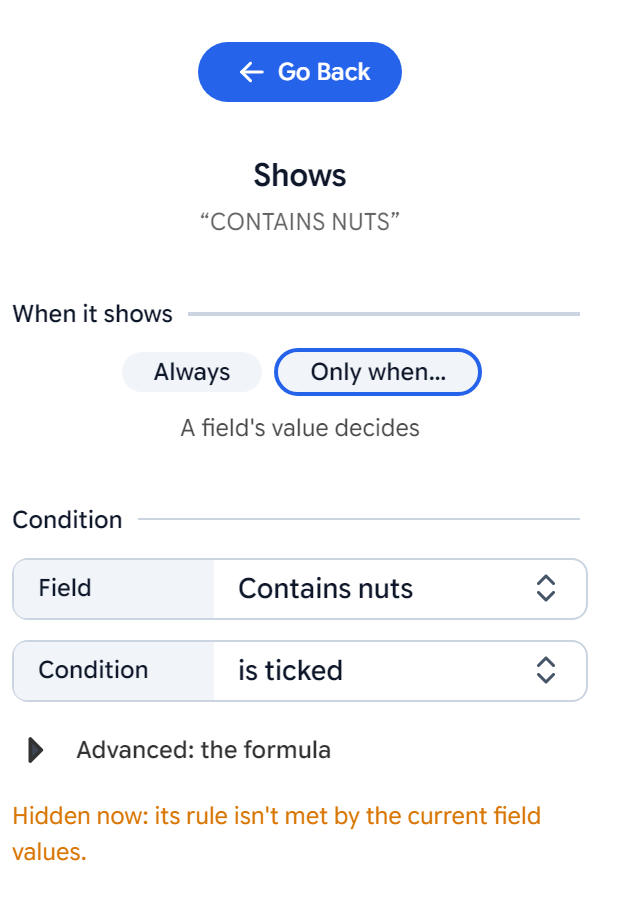 Go Back
Shows
“CONTAINS NUTS”
When it shows
Always
Only when...
A field's value decides
Condition
Field
Contains nuts
Condition
is ticked
Advanced: the formula
Hidden now: its rule isn't met by the current field
values.